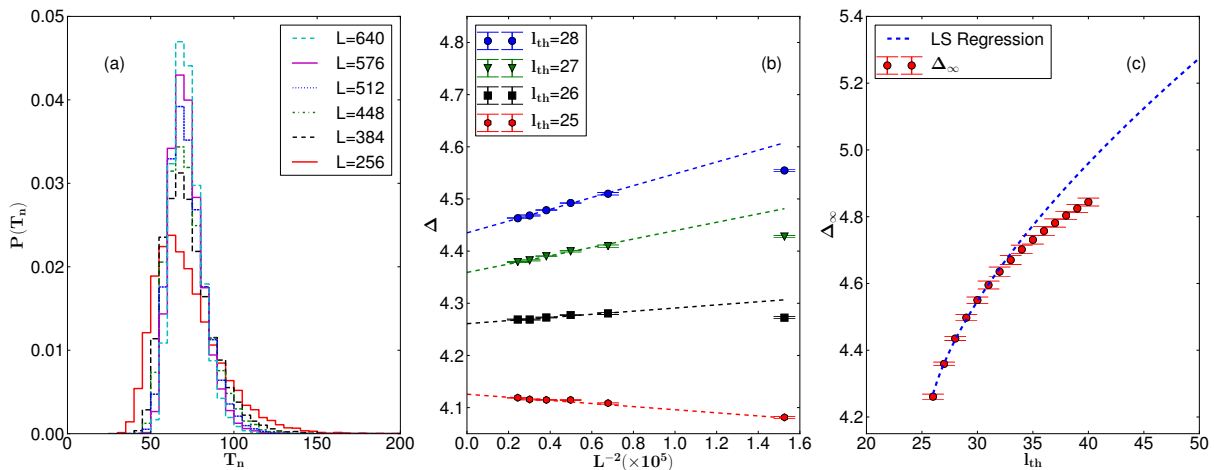 (a)
L=640
L=576
L=512
L=448
L=384
L=256
P(Tₙ)
0.05
0.04
0.03
0.02
0.01
0.00
0
50
100
150
200
Tₙ
(b)
lₜₕ=28
lₜₕ=27
lₜₕ=26
lₜₕ=25
Δ
4.8
4.7
4.6
4.5
4.4
4.3
4.2
4.1
0.0
0.2
0.4
0.6
0.8
1.0
1.2
1.4
1.6
L⁻²(×10⁵)
(c)
LS Regression
Δ∞
Δ∞
5.4
5.2
5.0
4.8
4.6
4.4
4.2
20
25
30
35
40
45
50
lₜₕ